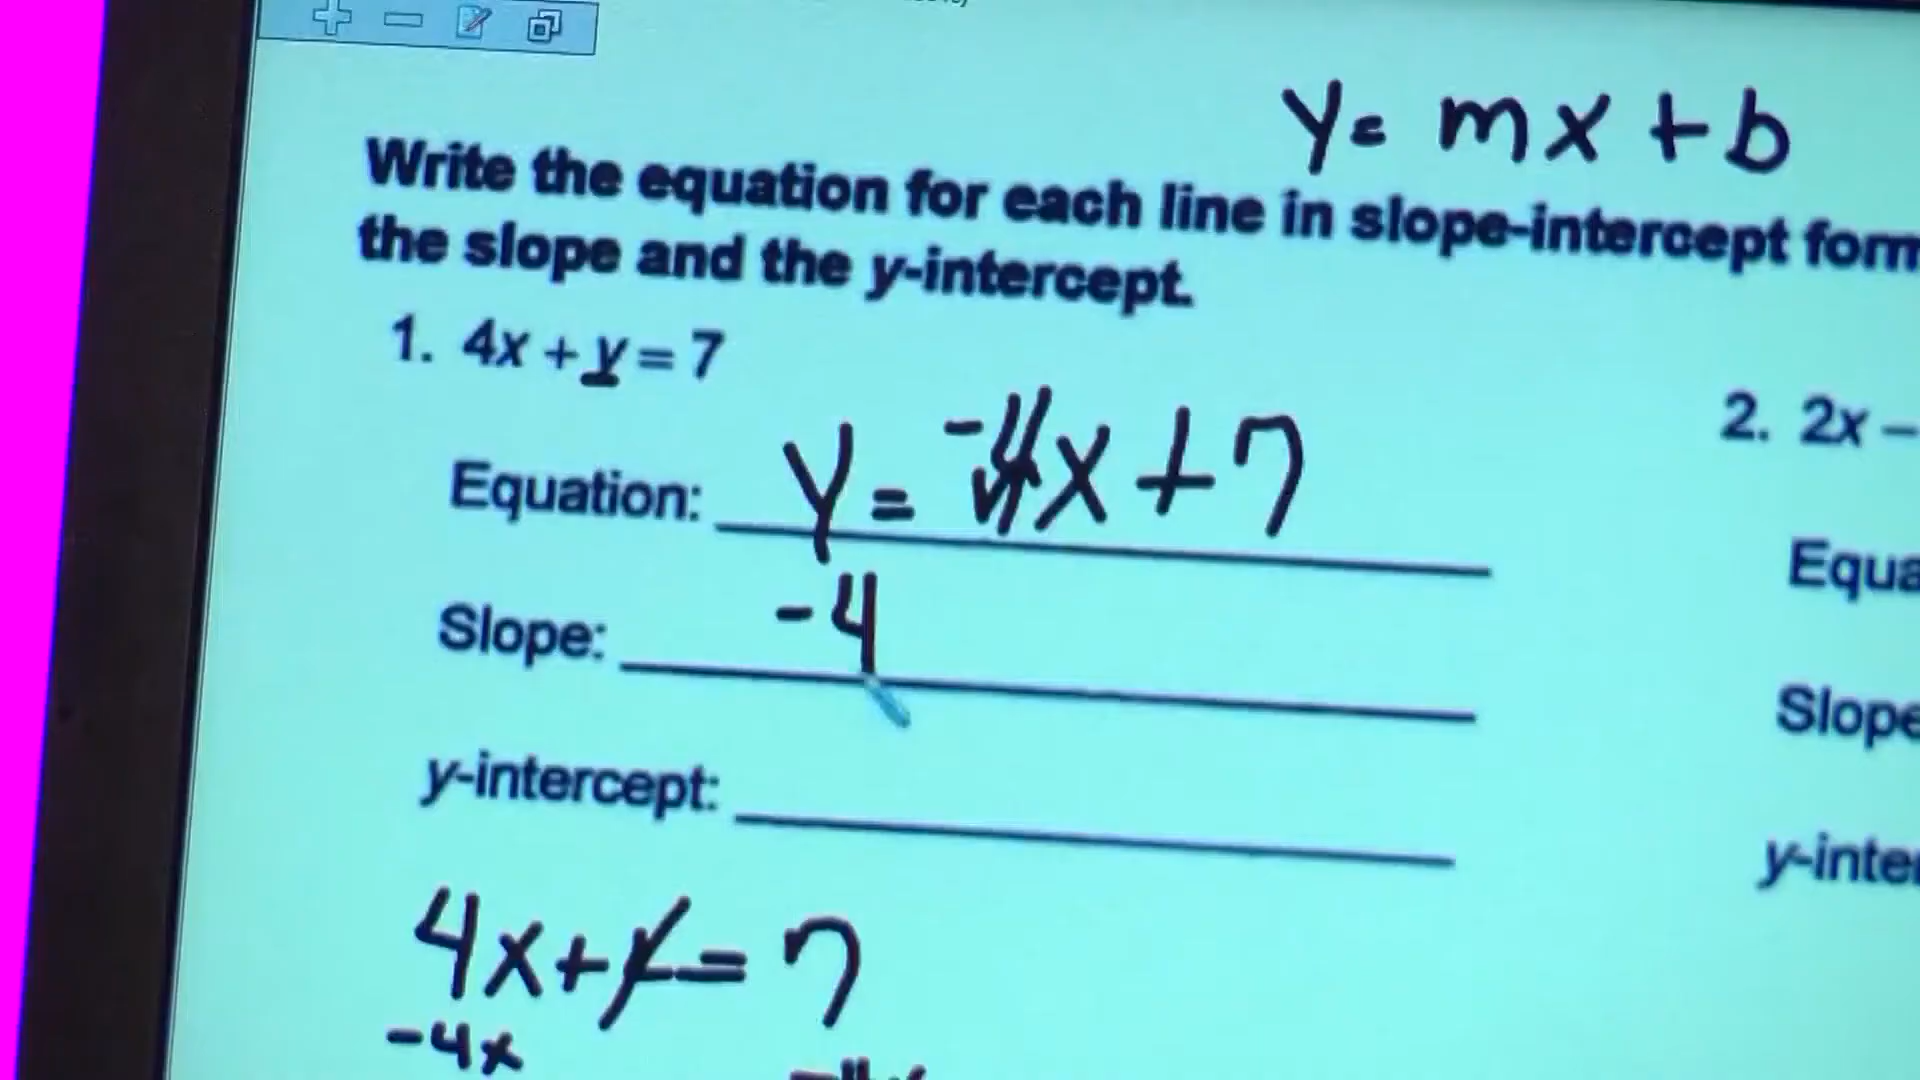 y = mx + b
Write the equation for each line in slope-intercept form
the slope and the y-intercept.
1. 4x + y = 7
2. 2x –
Equation: y = -4x + 7
Equa
Slope: -4
Slope
y-intercept:
y-inter
4x + y = 7
-4x